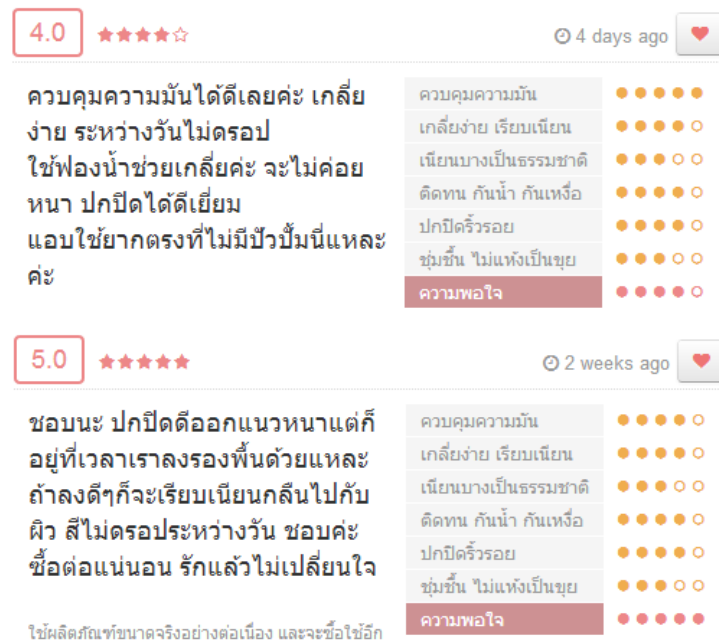 4.0
4 days ago
ควบคุมความมันได้ดีเลยค่ะ เกลี่ย
ง่าย ระหว่างวันไม่ดรอป
ใช้ฟองน้ำช่วยเกลี่ยค่ะ จะไม่ค่อย
หนา ปกปิดได้ดีเยี่ยม
แอบใช้ยากตรงที่ไม่มีปัวปั้มนี่แหละ
ค่ะ
ควบคุมความมัน
เกลี่ยง่าย เรียบเนียน
เนียนบางเป็นธรรมชาติ
ติดทน กันน้ำ กันเหงื่อ
ปกปิดริ้วรอย
ชุ่มชื้น ไม่แห้งเป็นขุย
ความพอใจ
5.0
2 weeks ago
ชอบนะ ปกปิดดีออกแนวหนาแต่ก็
อยู่ที่เวลาเราลงรองพื้นด้วยแหละ
ถ้าลงดีๆก็จะเรียบเนียนกลืนไปกับ
ผิว สีไม่ดรอประหว่างวัน ชอบค่ะ
ซื้อต่อแน่นอน รักแล้วไม่เปลี่ยนใจ
ใช้ผลิตภัณฑ์ขนาดจริงอย่างต่อเนื่อง และจะซื้อใช้อีก
ควบคุมความมัน
เกลี่ยง่าย เรียบเนียน
เนียนบางเป็นธรรมชาติ
ติดทน กันน้ำ กันเหงื่อ
ปกปิดริ้วรอย
ชุ่มชื้น ไม่แห้งเป็นขุย
ความพอใจ